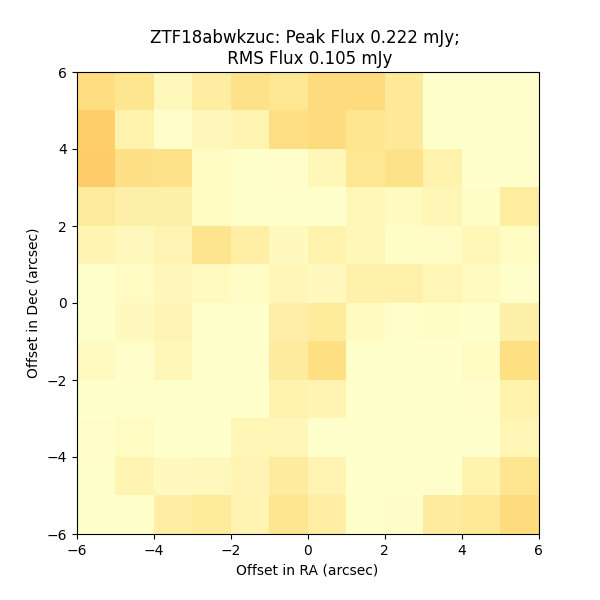 ZTF18abwkzuc: Peak Flux 0.222 mJy;
RMS Flux 0.105 mJy
6
4
2
0
−2
−4
−6
Offset in Dec (arcsec)
−6 −4 −2 0 2 4 6
Offset in RA (arcsec)